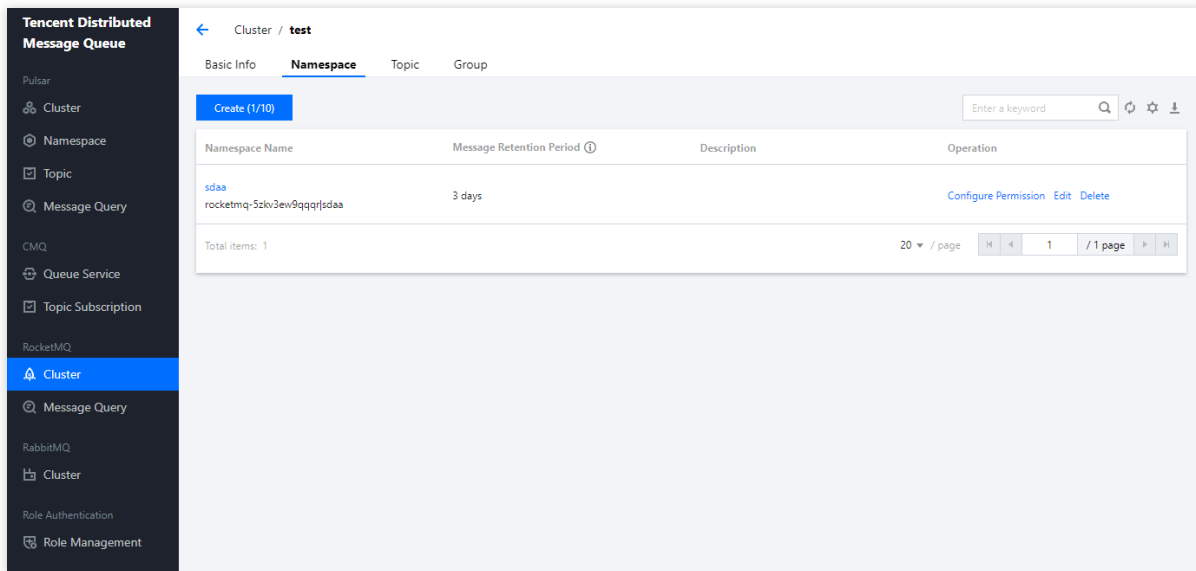 Tencent Distributed
Message Queue
Pulsar
Cluster
Namespace
Topic
Message Query
CMQ
Queue Service
Topic Subscription
RocketMQ
Cluster
Message Query
RabbitMQ
Cluster
Role Authentication
Role Management
Cluster / test
Basic Info Namespace Topic Group
Create (1/10) Enter a keyword
Namespace Name Message Retention Period Description Operation
sdaa
rocketmq-5zkv3ew9qqqr|sdaa 3 days Configure Permission Edit Delete
Total items: 1 20 / page 1 / 1 page